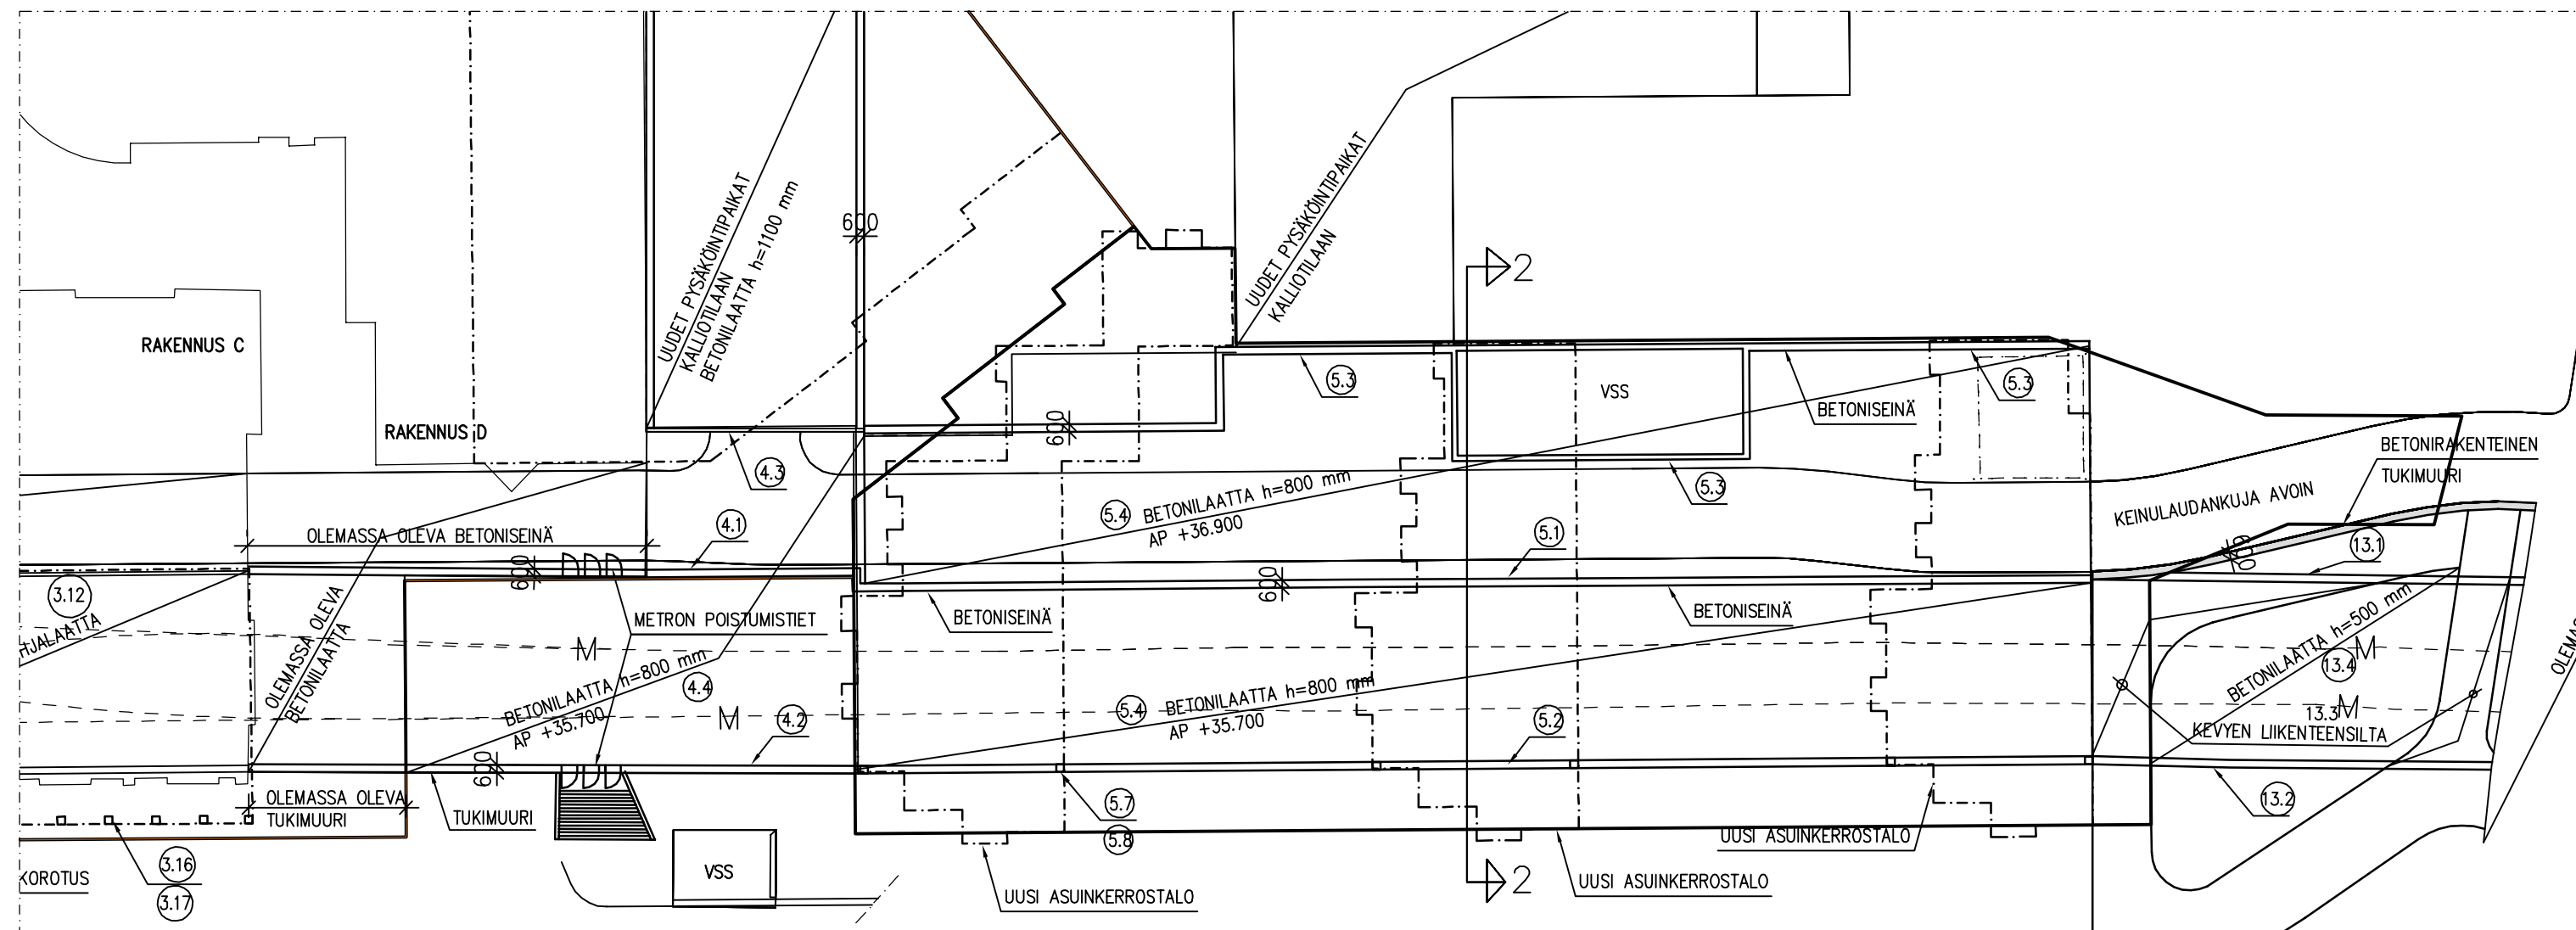 UUDET PYSÄKÖINTIPAIKAT
KALLIOTILAAN
BETONILAATTA h=1100 mm
600
UUDET PYSÄKÖINTIPAIKAT
KALLIOTILAAN
2
RAKENNUS C
RAKENNUS D
VSS
5.3
5.3
BETONISEINÄ
4.3
600
5.3
BETONIRAKENTEINEN
TUKIMUURI
KEINULAUDANKUJA AVOIN
5.4 BETONILAATTA h=800 mm
AP +36.900
4.1
5.1
OLEMASSA OLEVA BETONISEINÄ
600
600
600
13.1
3.12
HJALAATTA
OLEMASSA OLEVA
BETONILAATTA
METRON POISTUMISTIET
BETONISEINÄ
BETONISEINÄ
M
M
BETONILAATTA h=500 mm
13.4
OLEMAS
BETONILAATTA h=800 mm
AP +35.700
4.4
M
4.2
5.4 BETONILAATTA h=800 mm
AP +35.700
5.2
13.3
M
KEVYEN LIIKENTEENSILTA
600
OLEMASSA OLEVA
TUKIMUURI
TUKIMUURI
5.7
5.8
13.2
UUSI ASUINKERROSTALO
3.16
3.17
KOROTUS
VSS
UUSI ASUINKERROSTALO
2
UUSI ASUINKERROSTALO